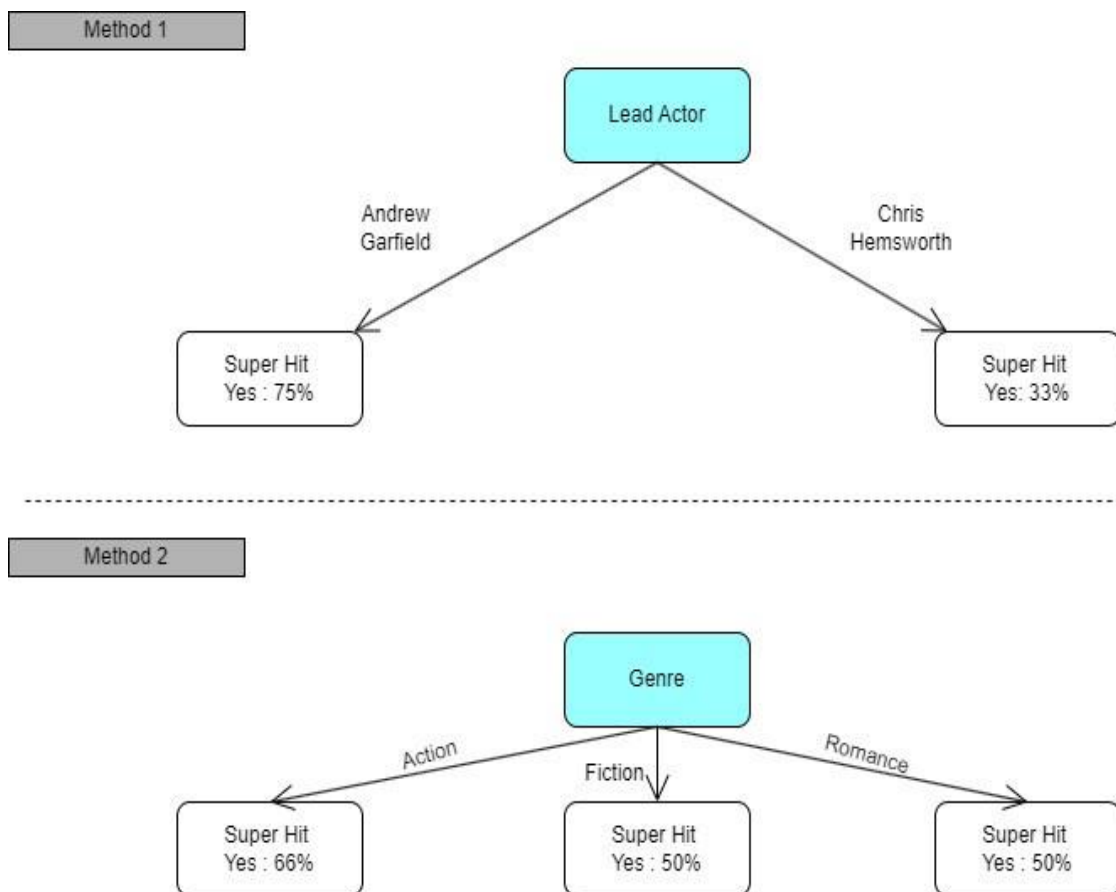 Method 1
Lead Actor
Andrew
Garfield
Chris
Hemsworth
Super Hit
Yes : 75%
Super Hit
Yes: 33%
Method 2
Genre
Action
Fiction
Romance
Super Hit
Yes : 66%
Super Hit
Yes : 50%
Super Hit
Yes : 50%